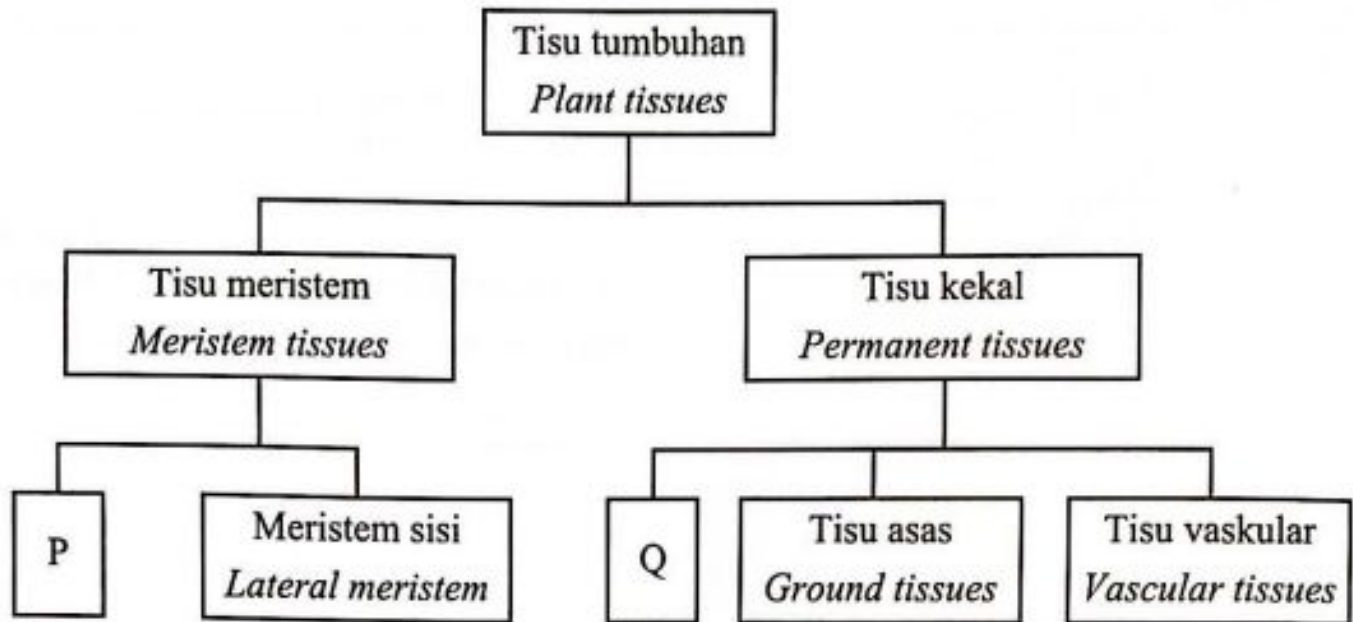 Tisu tumbuhan
Plant tissues
Tisu meristem
Meristem tissues
Tisu kekal
Permanent tissues
P
Meristem sisi
Lateral meristem
Q
Tisu asas
Ground tissues
Tisu vaskular
Vascular tissues